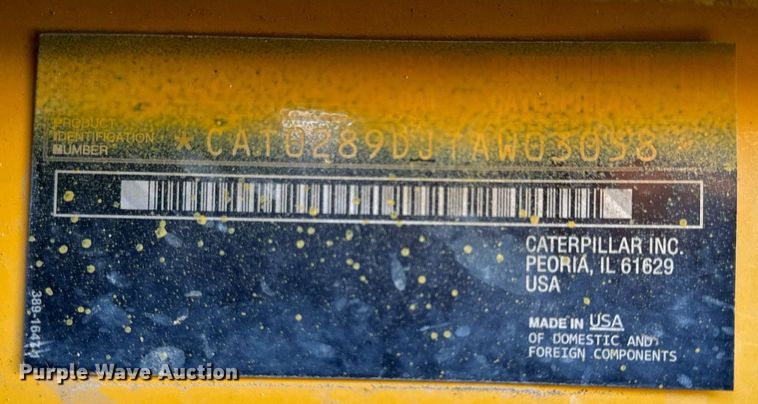 PRODUCT
IDENTIFICATION
NUMBER
*CAT0289DJTAW03058*
CATERPILLAR INC.
PEORIA, IL 61629
USA
MADE IN USA
OF DOMESTIC AND
FOREIGN COMPONENTS
Purple Wave Auction